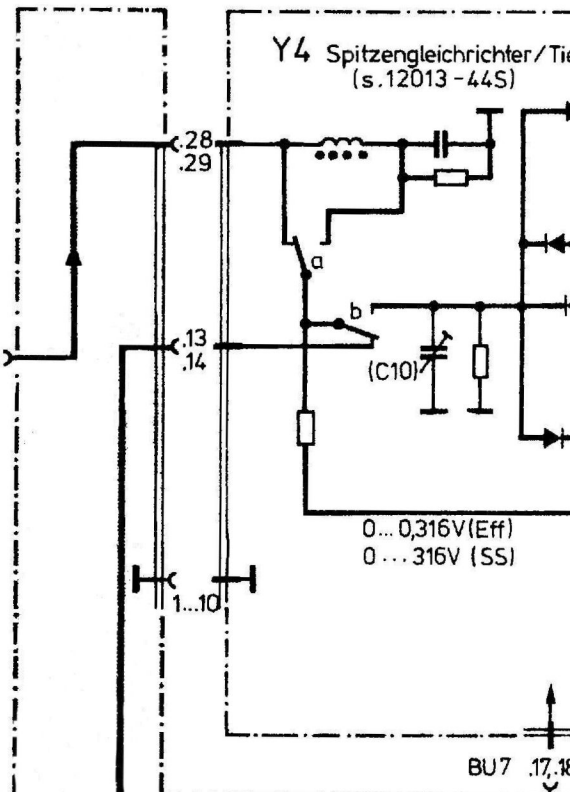 Y4 Spitzengleichrichter/Tie
(s.12013-44S)
.28
.29
a
b
.13
.14
(C10)
0...0,316V(Eff)
0...316V (SS)
1...10
BU7 .17,.18